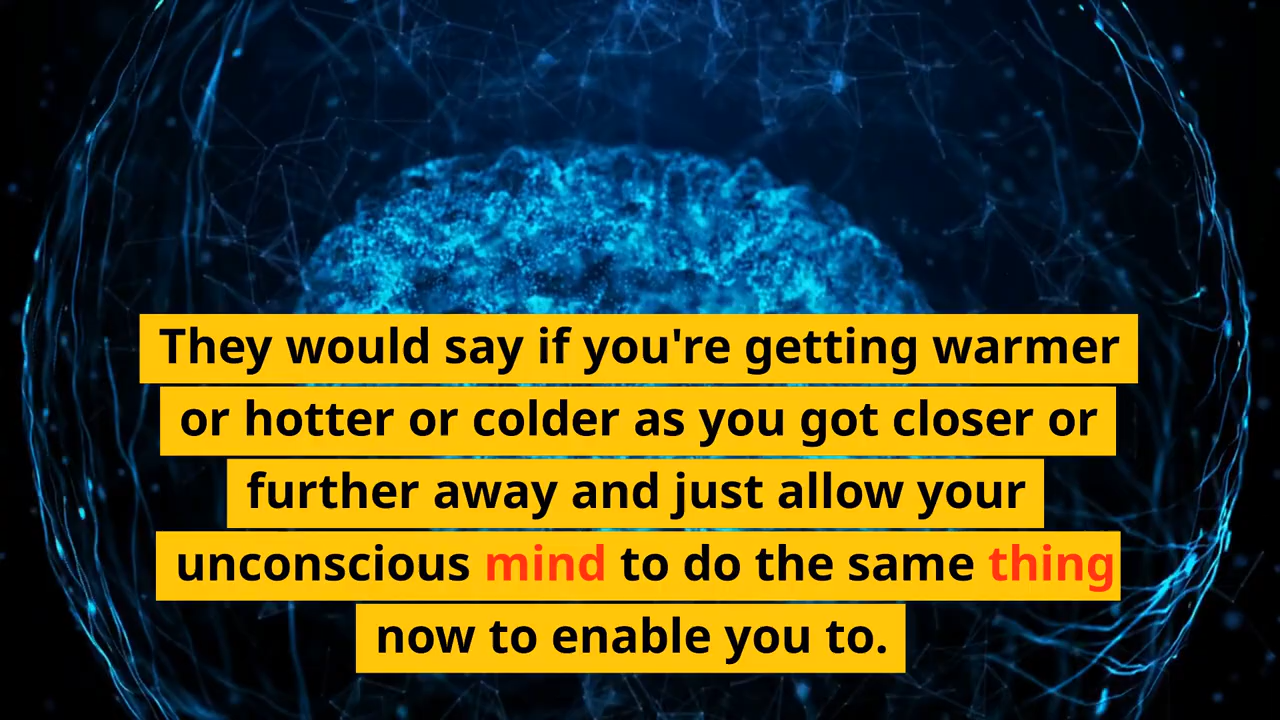 They would say if you're getting warmer
or hotter or colder as you got closer or
further away and just allow your
unconscious mind to do the same thing
now to enable you to.